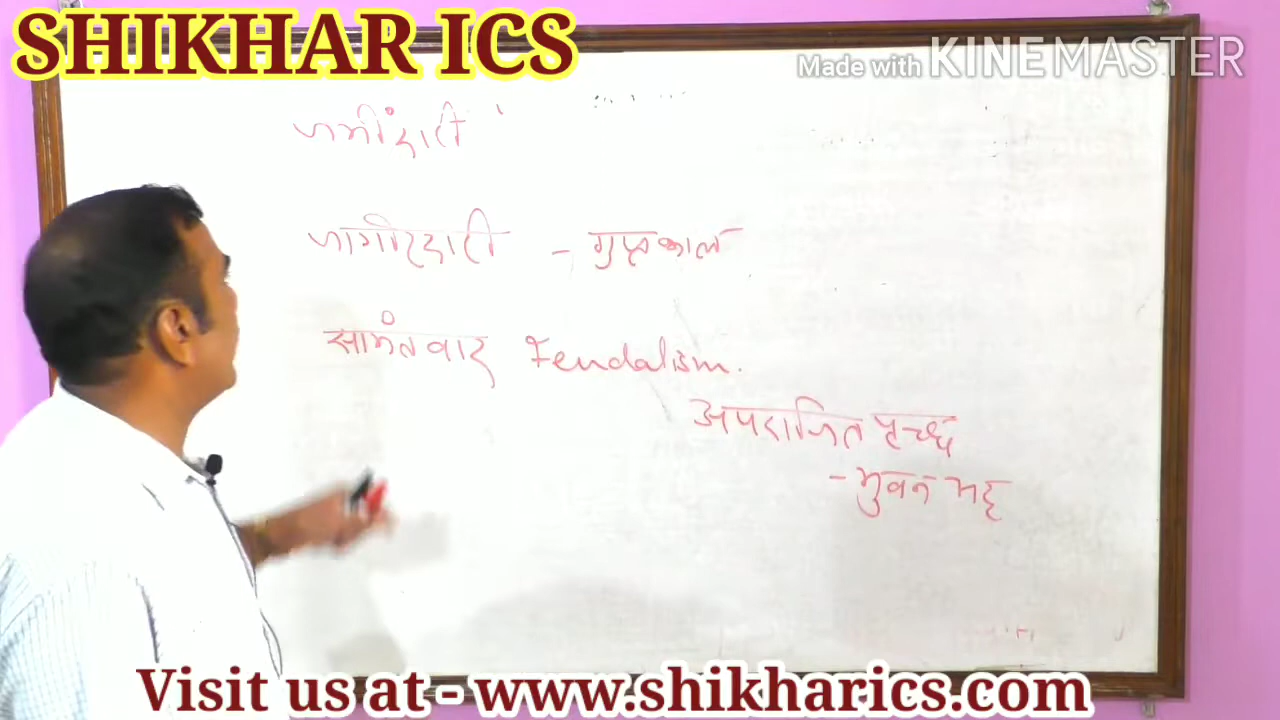 SHIKHAR ICS
Made with KINEMASTER
जमींदारी
जागीरदारी - गुप्तकाल
सामंतवाद Feudalism.
अपराजित पृच्छ
- भुवन भट्ट
Visit us at - www.shikharics.com